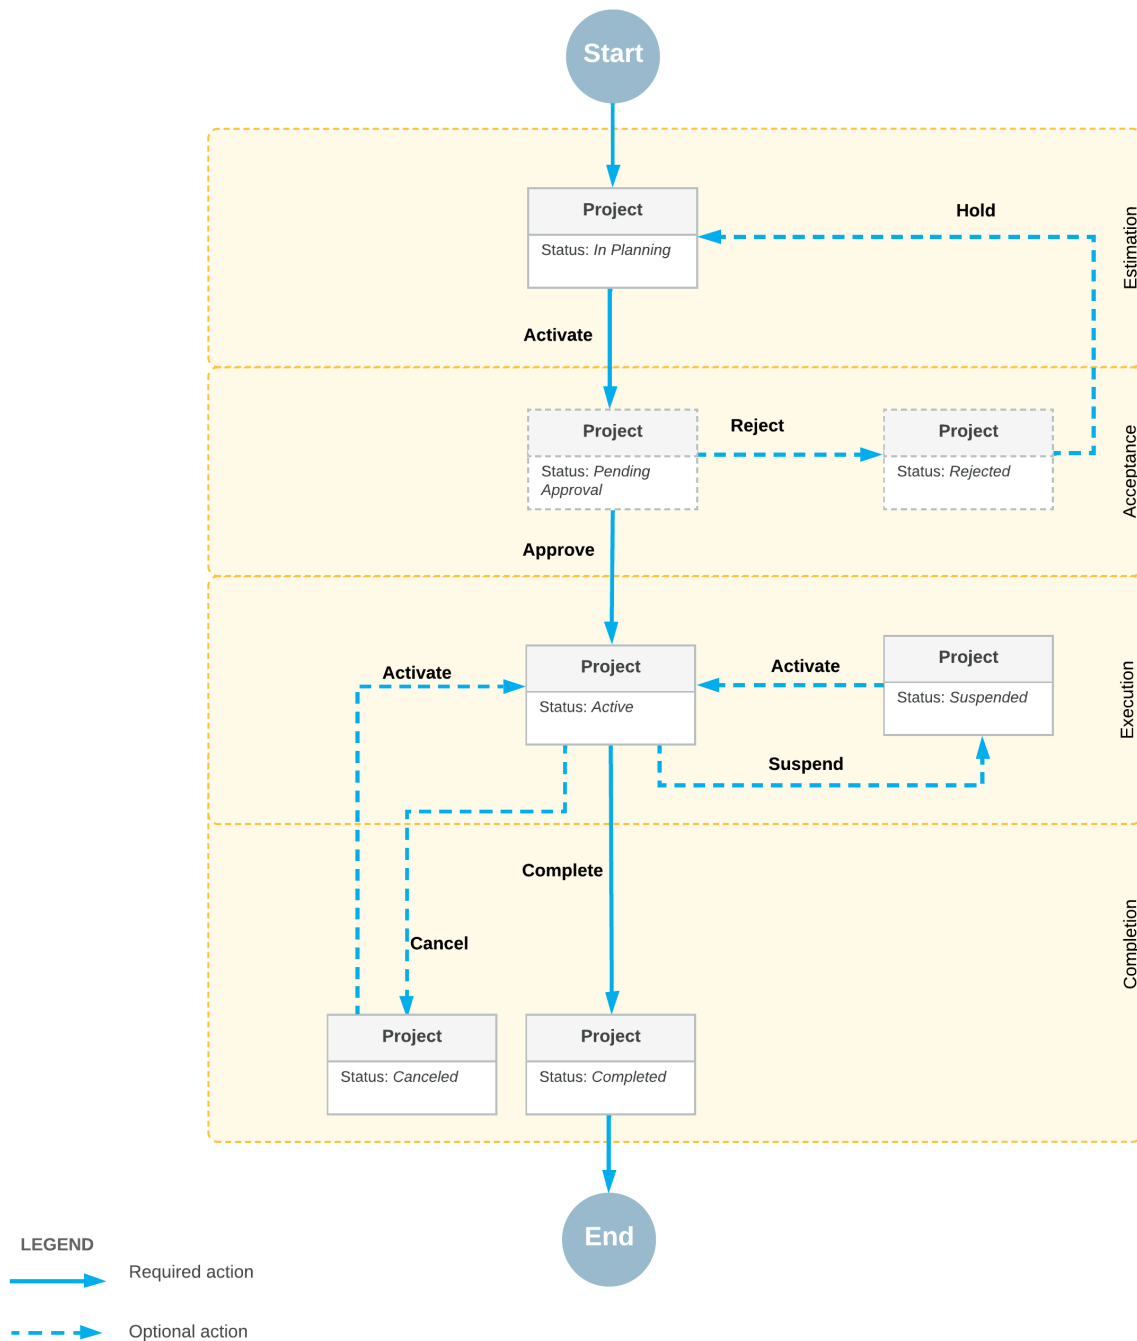 Start
Project
Status: In Planning
Hold
Estimation
Activate
Project
Status: Pending
Approval
Reject
Project
Status: Rejected
Acceptance
Approve
Project
Status: Active
Activate
Activate
Project
Status: Suspended
Suspend
Execution
Complete
Cancel
Completion
Project
Status: Canceled
Project
Status: Completed
End
LEGEND
Required action
Optional action